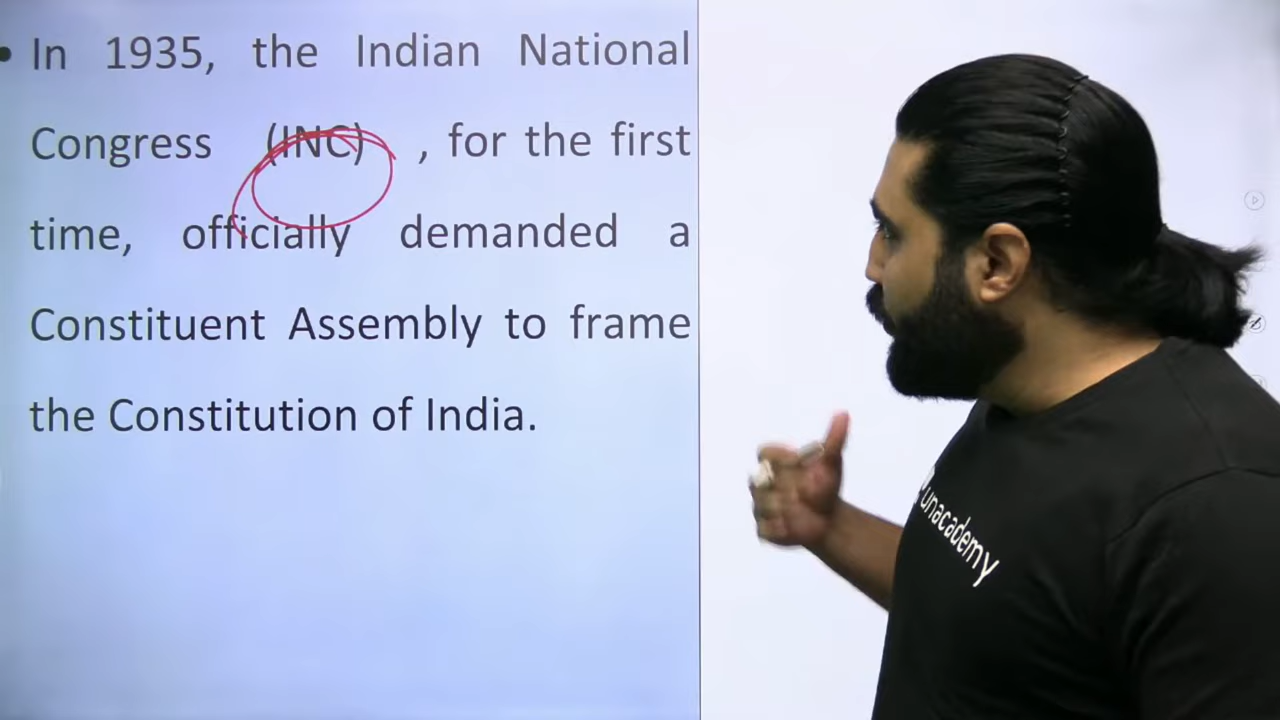 • In 1935, the Indian National
Congress (INC) , for the first
time, officially demanded a
Constituent Assembly to frame
the Constitution of India.
unacademy